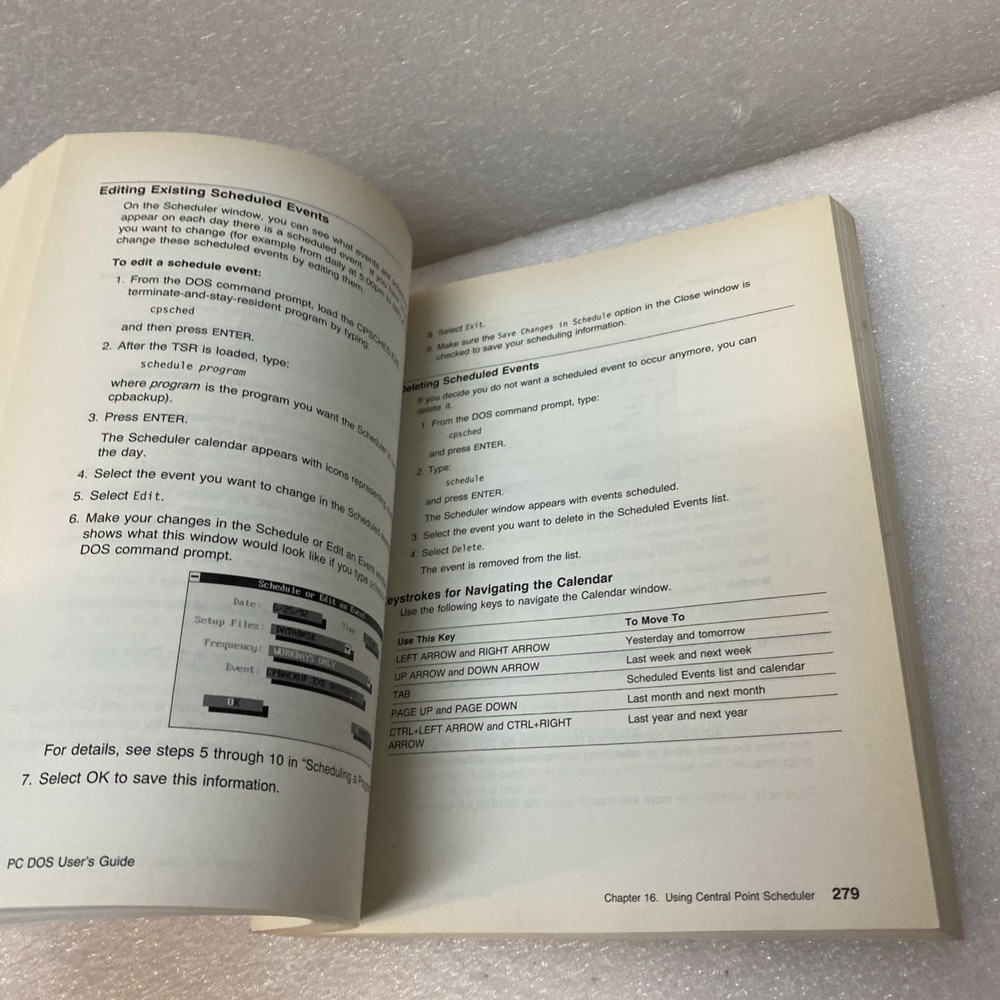 Editing Existing Scheduled Events
On the Scheduler window, you can see what events are
appear on each day there is a scheduled event. If you
you want to change (for example from daily at 5:00pm to
change these scheduled events by editing them.
To edit a schedule event:
1. From the DOS command prompt, load the CPSCHED.EXE
terminate-and-stay-resident program by typing:
cpsched
and then press ENTER.
2. After the TSR is loaded, type:
schedule program
where program is the program you want the Scheduler
cpbackup).
3. Press ENTER.
The Scheduler calendar appears with icons representing
the day.
4. Select the event you want to change in the Scheduled
5. Select Edit.
6. Make your changes in the Schedule or Edit an Event
shows what this window would look like if you type
DOS command prompt.
Schedule or Edit an Event
Date:
Time:
Setup Files: DATABASE
Frequency: WORKDAYS ONLY
Event: CPBACKUP.EXE
OK
For details, see steps 5 through 10 in "Scheduling a
7. Select OK to save this information.
PC DOS User's Guide
8. Select Exit.
9. Make sure the Save Changes in Schedule option in the Close window is
checked to save your scheduling information.
Deleting Scheduled Events
If you decide you do not want a scheduled event to occur anymore, you can
delete it.
1. From the DOS command prompt, type:
cpsched
and press ENTER.
2. Type:
schedule
and press ENTER.
The Scheduler window appears with events scheduled.
3. Select the event you want to delete in the Scheduled Events list.
4. Select Delete.
The event is removed from the list.
eystrokes for Navigating the Calendar
Use the following keys to navigate the Calendar window.
Use This Key To Move To
LEFT ARROW and RIGHT ARROW Yesterday and tomorrow
UP ARROW and DOWN ARROW Last week and next week
TAB Scheduled Events list and calendar
PAGE UP and PAGE DOWN Last month and next month
CTRL+LEFT ARROW and CTRL+RIGHT Last year and next year
ARROW
Chapter 16. Using Central Point Scheduler 279